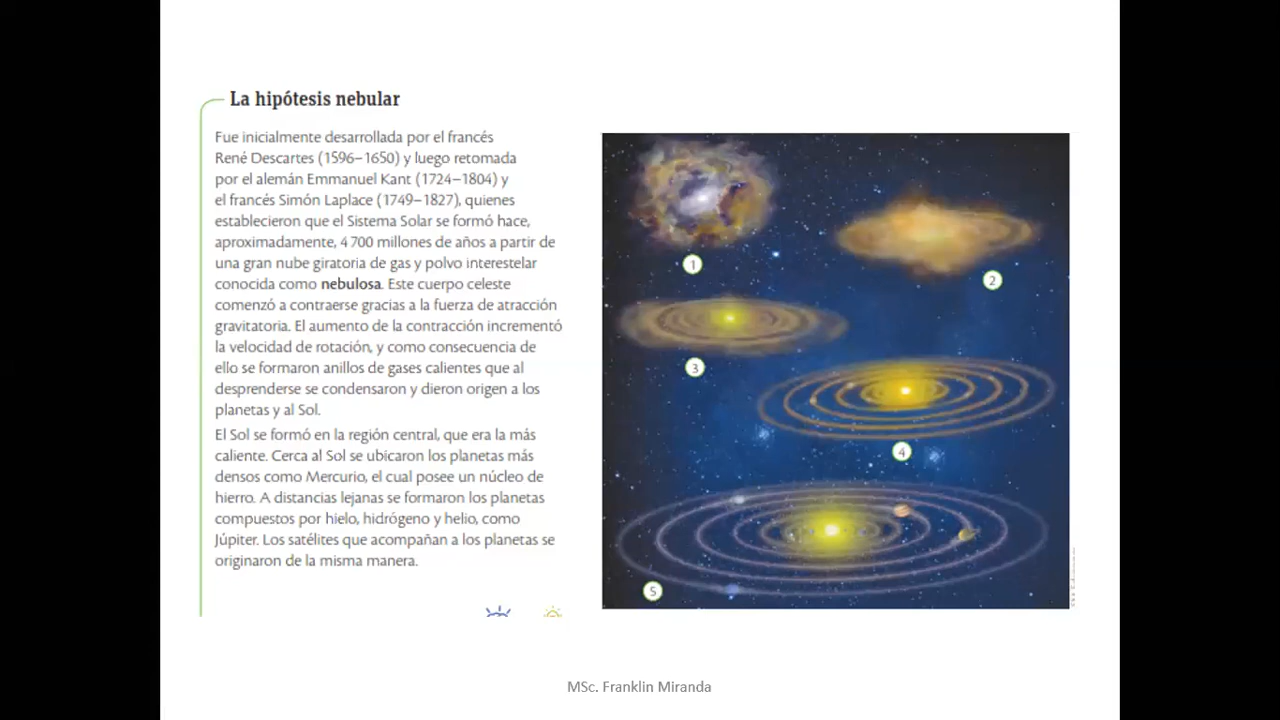 La hipótesis nebular
Fue inicialmente desarrollada por el francés
René Descartes (1596–1650) y luego retomada
por el alemán Emmanuel Kant (1724–1804) y
el francés Simón Laplace (1749–1827), quienes
establecieron que el Sistema Solar se formó hace,
aproximadamente, 4 700 millones de años a partir de
una gran nube giratoria de gas y polvo interestelar
conocida como nebulosa. Este cuerpo celeste
comenzó a contraerse gracias a la fuerza de atracción
gravitatoria. El aumento de la contracción incrementó
la velocidad de rotación, y como consecuencia de
ello se formaron anillos de gases calientes que al
desprenderse se condensaron y dieron origen a los
planetas y al Sol.
El Sol se formó en la región central, que era la más
caliente. Cerca al Sol se ubicaron los planetas más
densos como Mercurio, el cual posee un núcleo de
hierro. A distancias lejanas se formaron los planetas
compuestos por hielo, hidrógeno y helio, como
Júpiter. Los satélites que acompañan a los planetas se
originaron de la misma manera.
1
2
3
4
5
MSc. Franklin Miranda